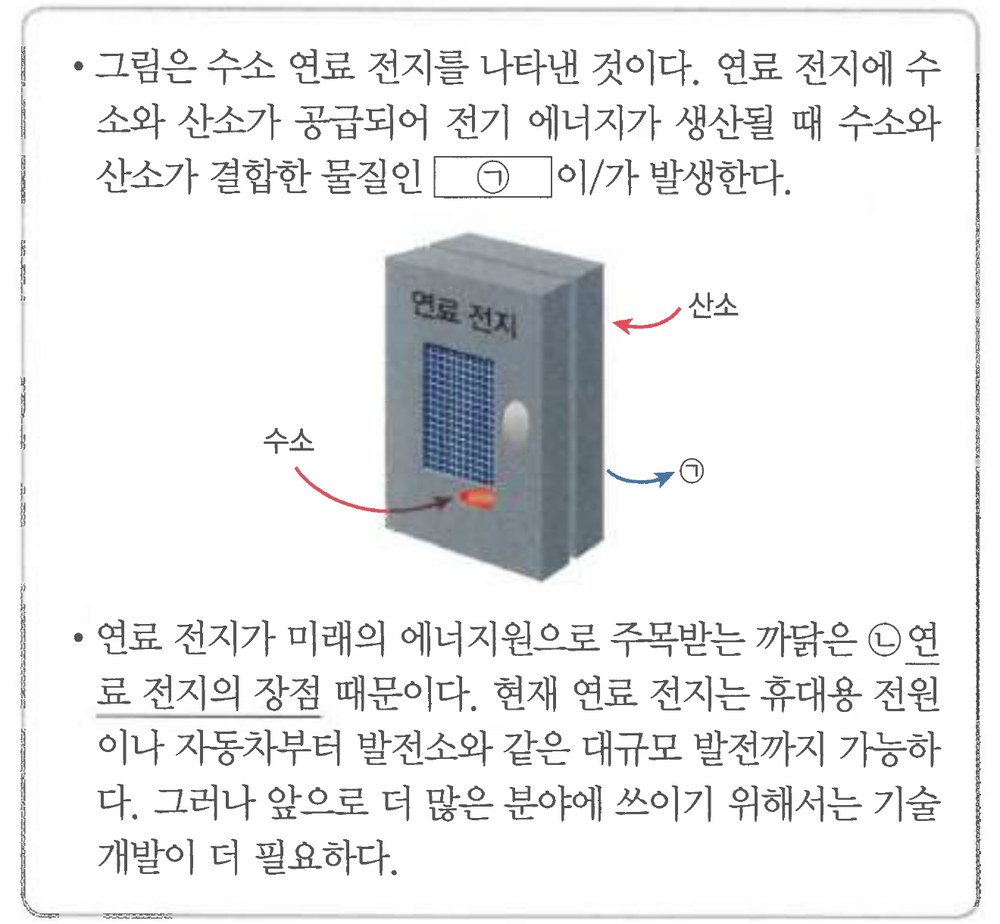 • 그림은 수소 연료 전지를 나타낸 것이다. 연료 전지에 수
소와 산소가 공급되어 전기 에너지가 생산될 때 수소와
산소가 결합한 물질인 ㉠ 이/가 발생한다.
연료 전지
산소
수소
㉠
• 연료 전지가 미래의 에너지원으로 주목받는 까닭은 ㉡연
료 전지의 장점 때문이다. 현재 연료 전지는 휴대용 전원
이나 자동차부터 발전소와 같은 대규모 발전까지 가능하
다. 그러나 앞으로 더 많은 분야에 쓰이기 위해서는 기술
개발이 더 필요하다.